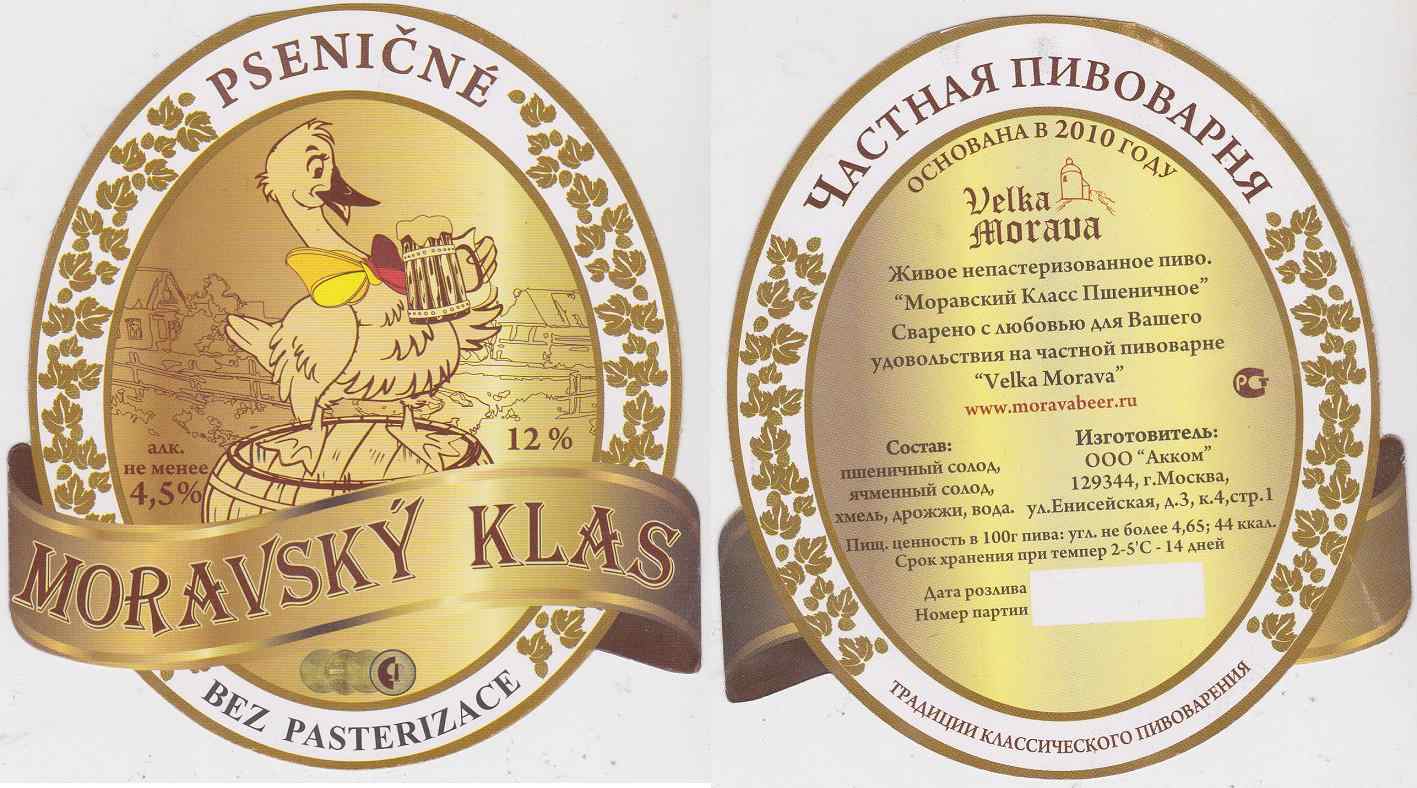 PSENIČNÉ
алк.
не менее
4,5%
12 %
MORAVSKÝ KLAS
BEZ PASTERIZACE
ЧАСТНАЯ ПИВОВАРНЯ
ОСНОВАНА В 2010 ГОДУ
Velka
Morava
Живое непастеризованное пиво.
“Моравский Класс Пшеничное”
Сварено с любовью для Вашего
удовольствия на частной пивоварне
“Velka Morava”
www.moravabeer.ru
РСТ
Состав:
пшеничный солод,
ячменный солод,
хмель, дрожжи, вода.
Изготовитель:
ООО “Акком”
129344, г.Москва,
ул.Енисейская, д.3, к.4,стр.1
Пищ. ценность в 100г пива: угл. не более 4,65; 44 ккал.
Срок хранения при темпер 2-5'С - 14 дней
Дата розлива
Номер партии
ТРАДИЦИИ КЛАССИЧЕСКОГО ПИВОВАРЕНИЯ